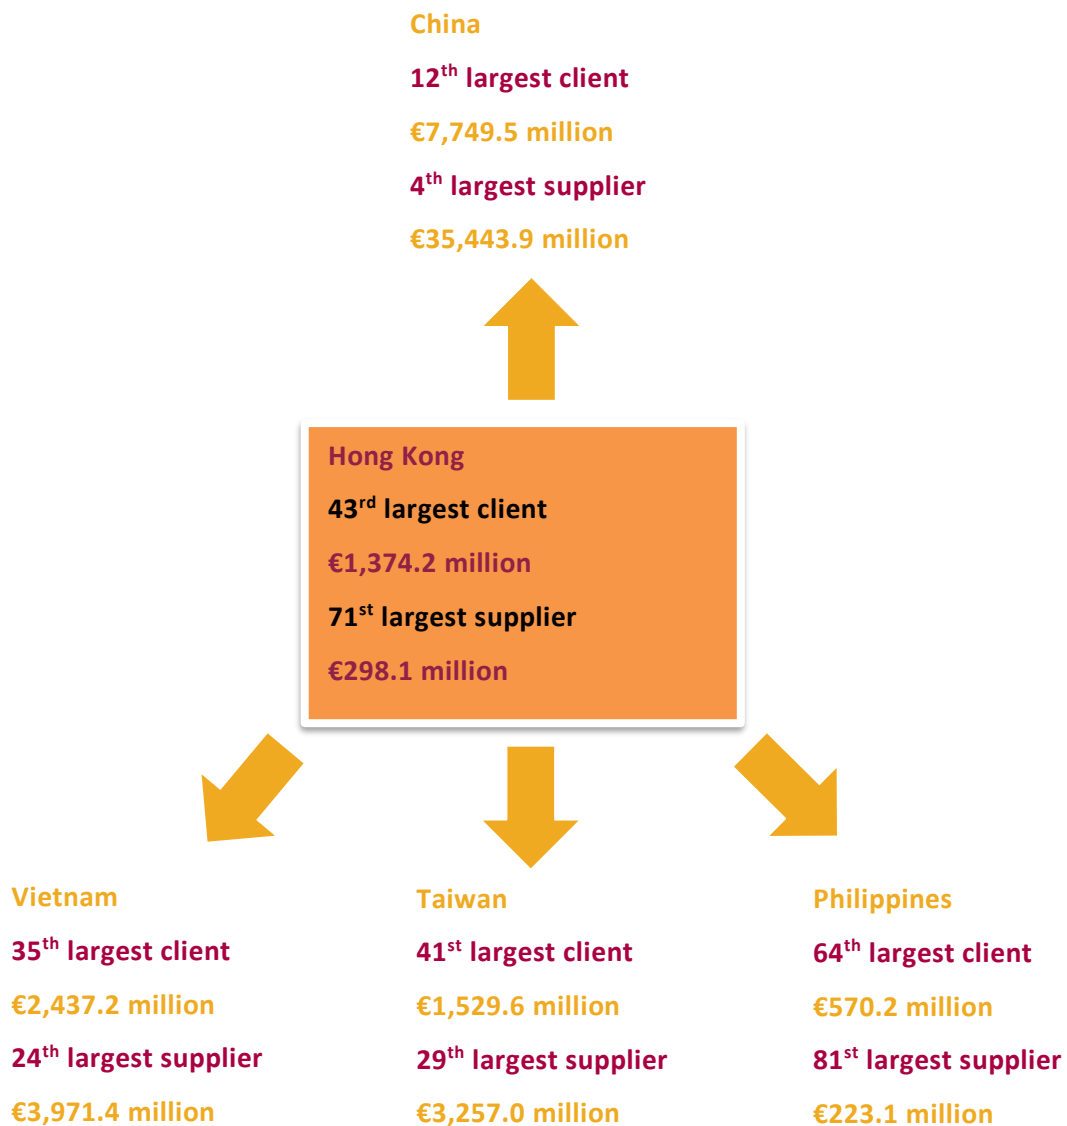 China
12th largest client
€7,749.5 million
4th largest supplier
€35,443.9 million
Hong Kong
43rd largest client
€1,374.2 million
71st largest supplier
€298.1 million
Vietnam
35th largest client
€2,437.2 million
24th largest supplier
€3,971.4 million
Taiwan
41st largest client
€1,529.6 million
29th largest supplier
€3,257.0 million
Philippines
64th largest client
€570.2 million
81st largest supplier
€223.1 million